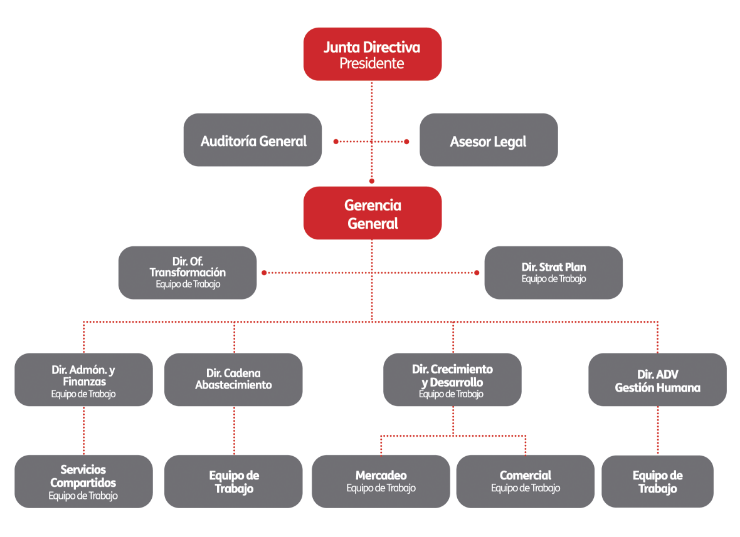 Junta Directiva
Presidente
Auditoría General
Asesor Legal
Gerencia
General
Dir. Of.
Transformación
Equipo de Trabajo
Dir. Strat Plan
Equipo de Trabajo
Dir. Admón. y
Finanzas
Equipo de Trabajo
Dir. Cadena
Abastecimiento
Dir. Crecimiento
y Desarrollo
Equipo de Trabajo
Dir. ADV
Gestión Humana
Servicios
Compartidos
Equipo de Trabajo
Equipo de
Trabajo
Mercadeo
Equipo de Trabajo
Comercial
Equipo de Trabajo
Equipo de
Trabajo